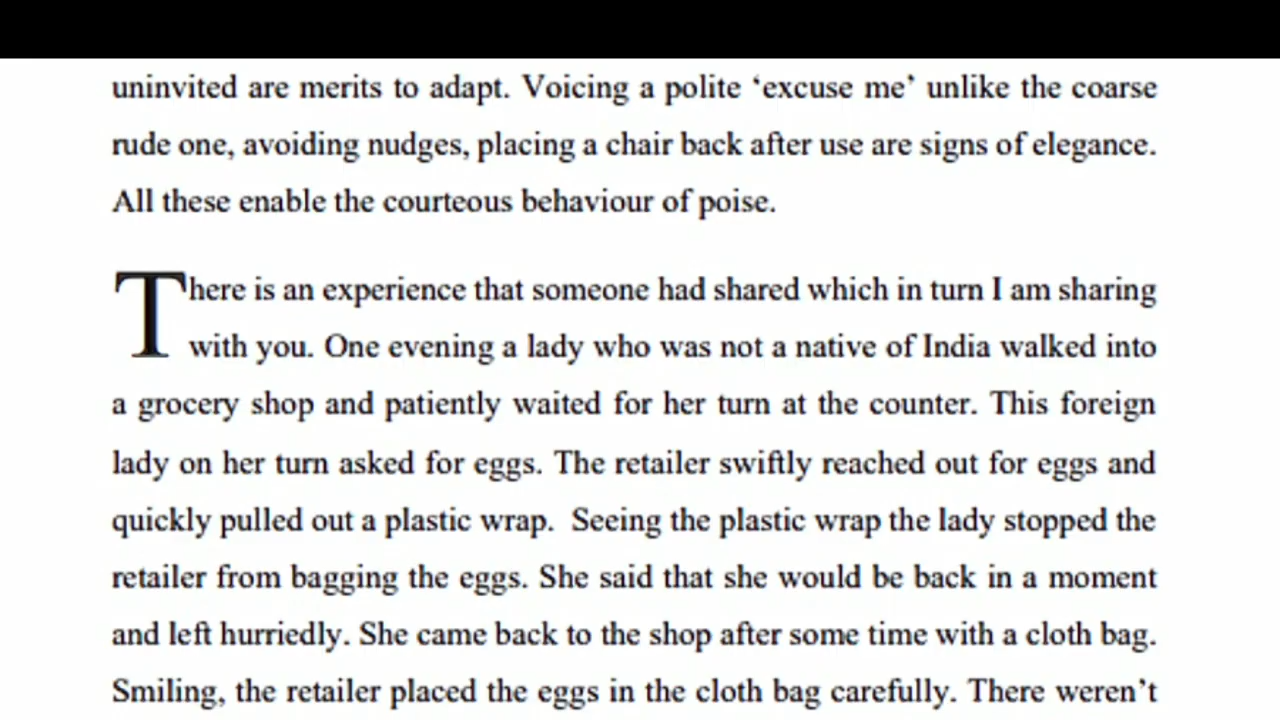 uninvited are merits to adapt. Voicing a polite ‘excuse me’ unlike the coarse
rude one, avoiding nudges, placing a chair back after use are signs of elegance.
All these enable the courteous behaviour of poise.
There is an experience that someone had shared which in turn I am sharing
with you. One evening a lady who was not a native of India walked into
a grocery shop and patiently waited for her turn at the counter. This foreign
lady on her turn asked for eggs. The retailer swiftly reached out for eggs and
quickly pulled out a plastic wrap.  Seeing the plastic wrap the lady stopped the
retailer from bagging the eggs. She said that she would be back in a moment
and left hurriedly. She came back to the shop after some time with a cloth bag.
Smiling, the retailer placed the eggs in the cloth bag carefully. There weren’t